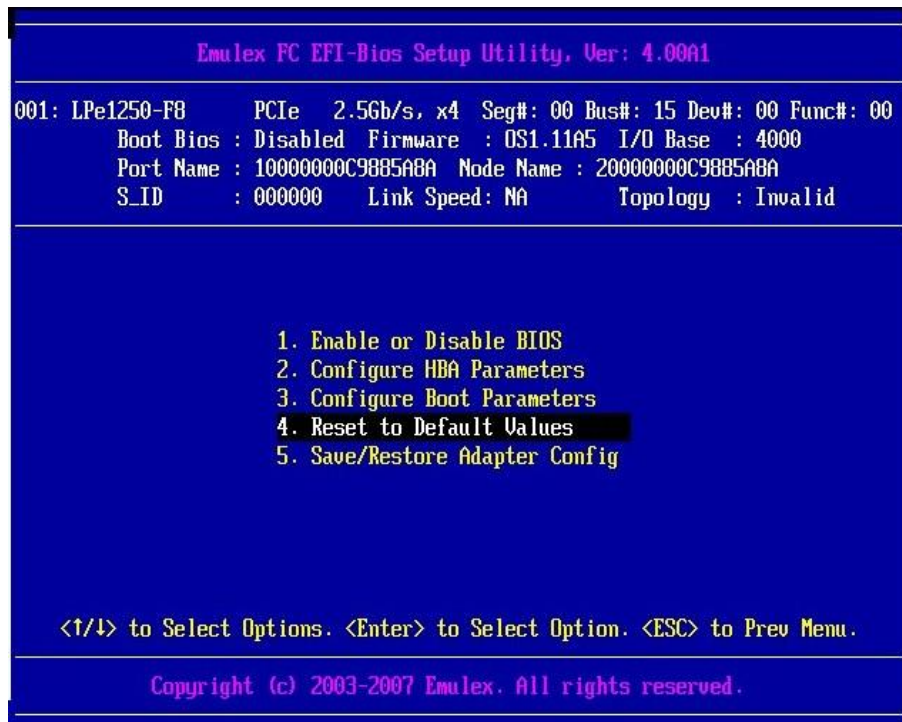 Emulex FC EFI-Bios Setup Utility, Ver: 4.00A1
001: LPe1250-F8 PCIe 2.5Gb/s, x4 Seg#: 00 Bus#: 15 Dev#: 00 Func#: 00
Boot Bios : Disabled Firmware : OS1.11A5 I/O Base : 4000
Port Name : 10000000C9885A8A Node Name : 20000000C9885A8A
S_ID : 000000 Link Speed: NA Topology : Invalid
1. Enable or Disable BIOS
2. Configure HBA Parameters
3. Configure Boot Parameters
4. Reset to Default Values
5. Save/Restore Adapter Config
<↑/↓> to Select Options. <Enter> to Select Option. <ESC> to Prev Menu.
Copyright (c) 2003-2007 Emulex. All rights reserved.